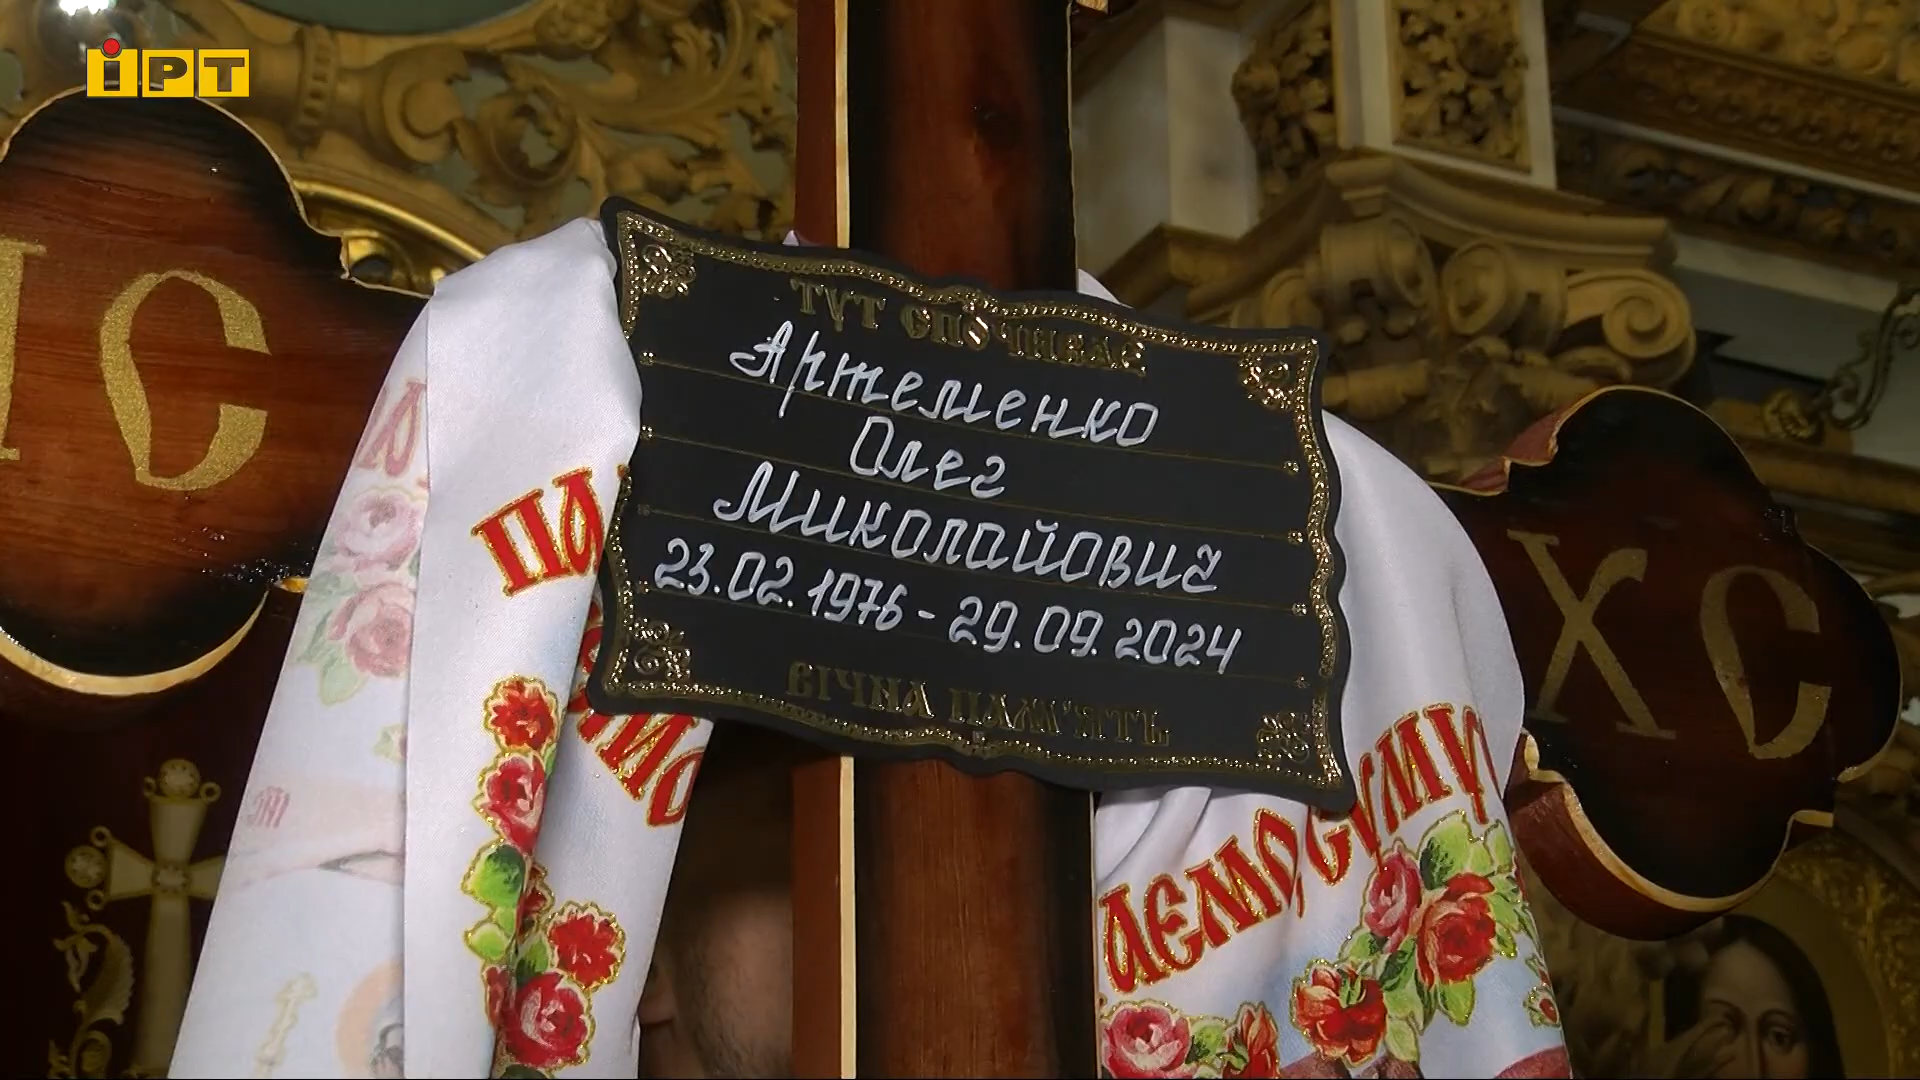 іРТ
ІС
ХС
ТУТ СПОЧИВАЄ
Артеменко
Олег
Миколайович
23.02.1976 - 29.09.2024
ВІЧНА ПАМ'ЯТЬ